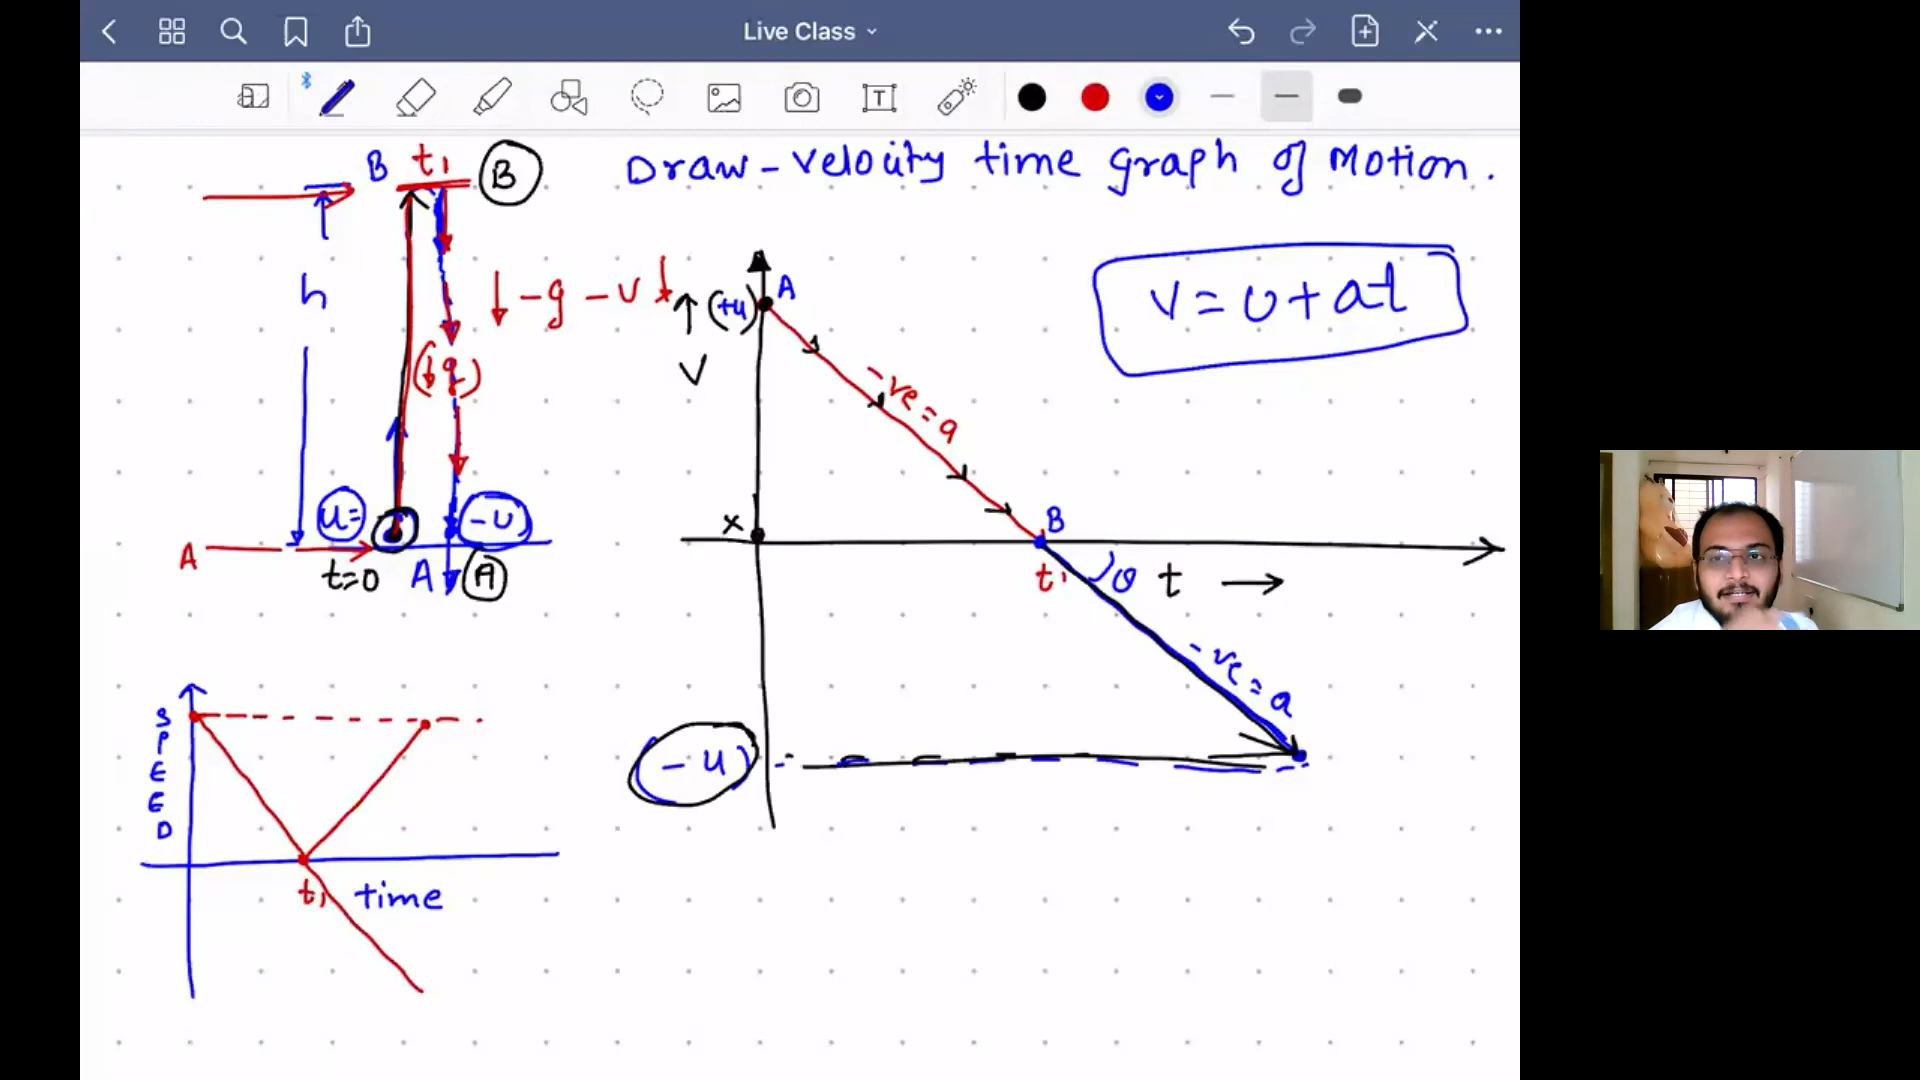 Live Class
T
B t₁ B
Draw-velocity time graph of Motion.
h
↓ -g -v ↓
(↓g)
u=
-u
A
t=0 A A
↑ (+u) A
V
v = u + at
-ve = a
x
B
t₁ θ t →
-ve = a
-u
SPEED
t₁ time